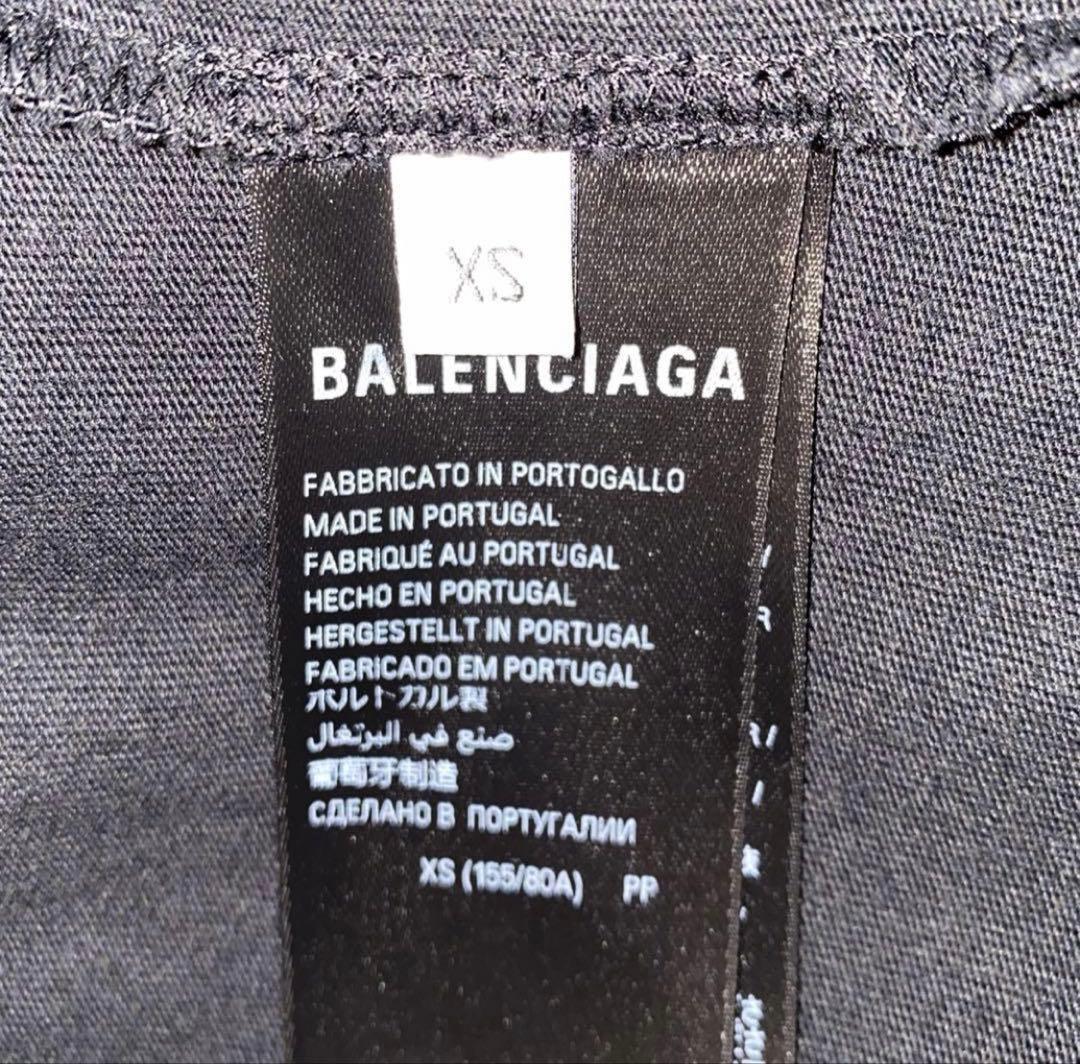 XS
BALENCIAGA
FABBRICATO IN PORTOGALLO
MADE IN PORTUGAL
FABRIQUÉ AU PORTUGAL
HECHO EN PORTUGAL
HERGESTELLT IN PORTUGAL
FABRICADO EM PORTUGAL
ポルトガル製
صنع في البرتغال
葡萄牙制造
СДЕЛАНО В ПОРТУГАЛИИ
XS (155/80A) PP